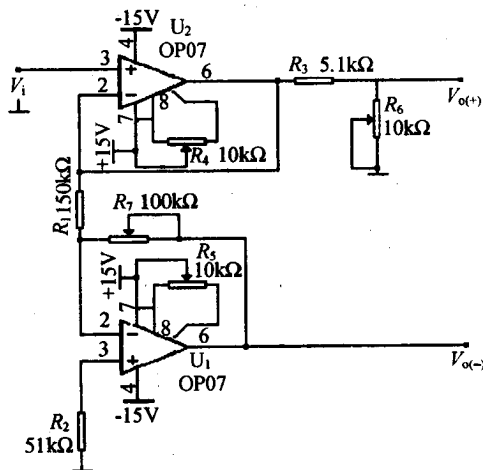 -15V
U2
OP07
4
Vi
3
+
6
R3 5.1kΩ
2
−
8
7
Vo(+)
R6
10kΩ
+15V
R4 10kΩ
R1 150kΩ
R7 100kΩ
R5
10kΩ
+15V
7
8
2
−
6
3
+
U1
OP07
Vo(−)
4
-15V
R2
51kΩ